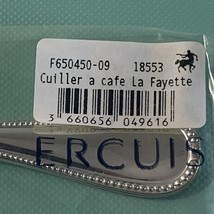 F650450-09 18553
Cuiller a cafe La Fayette
3 660656 049616
ERCUIS